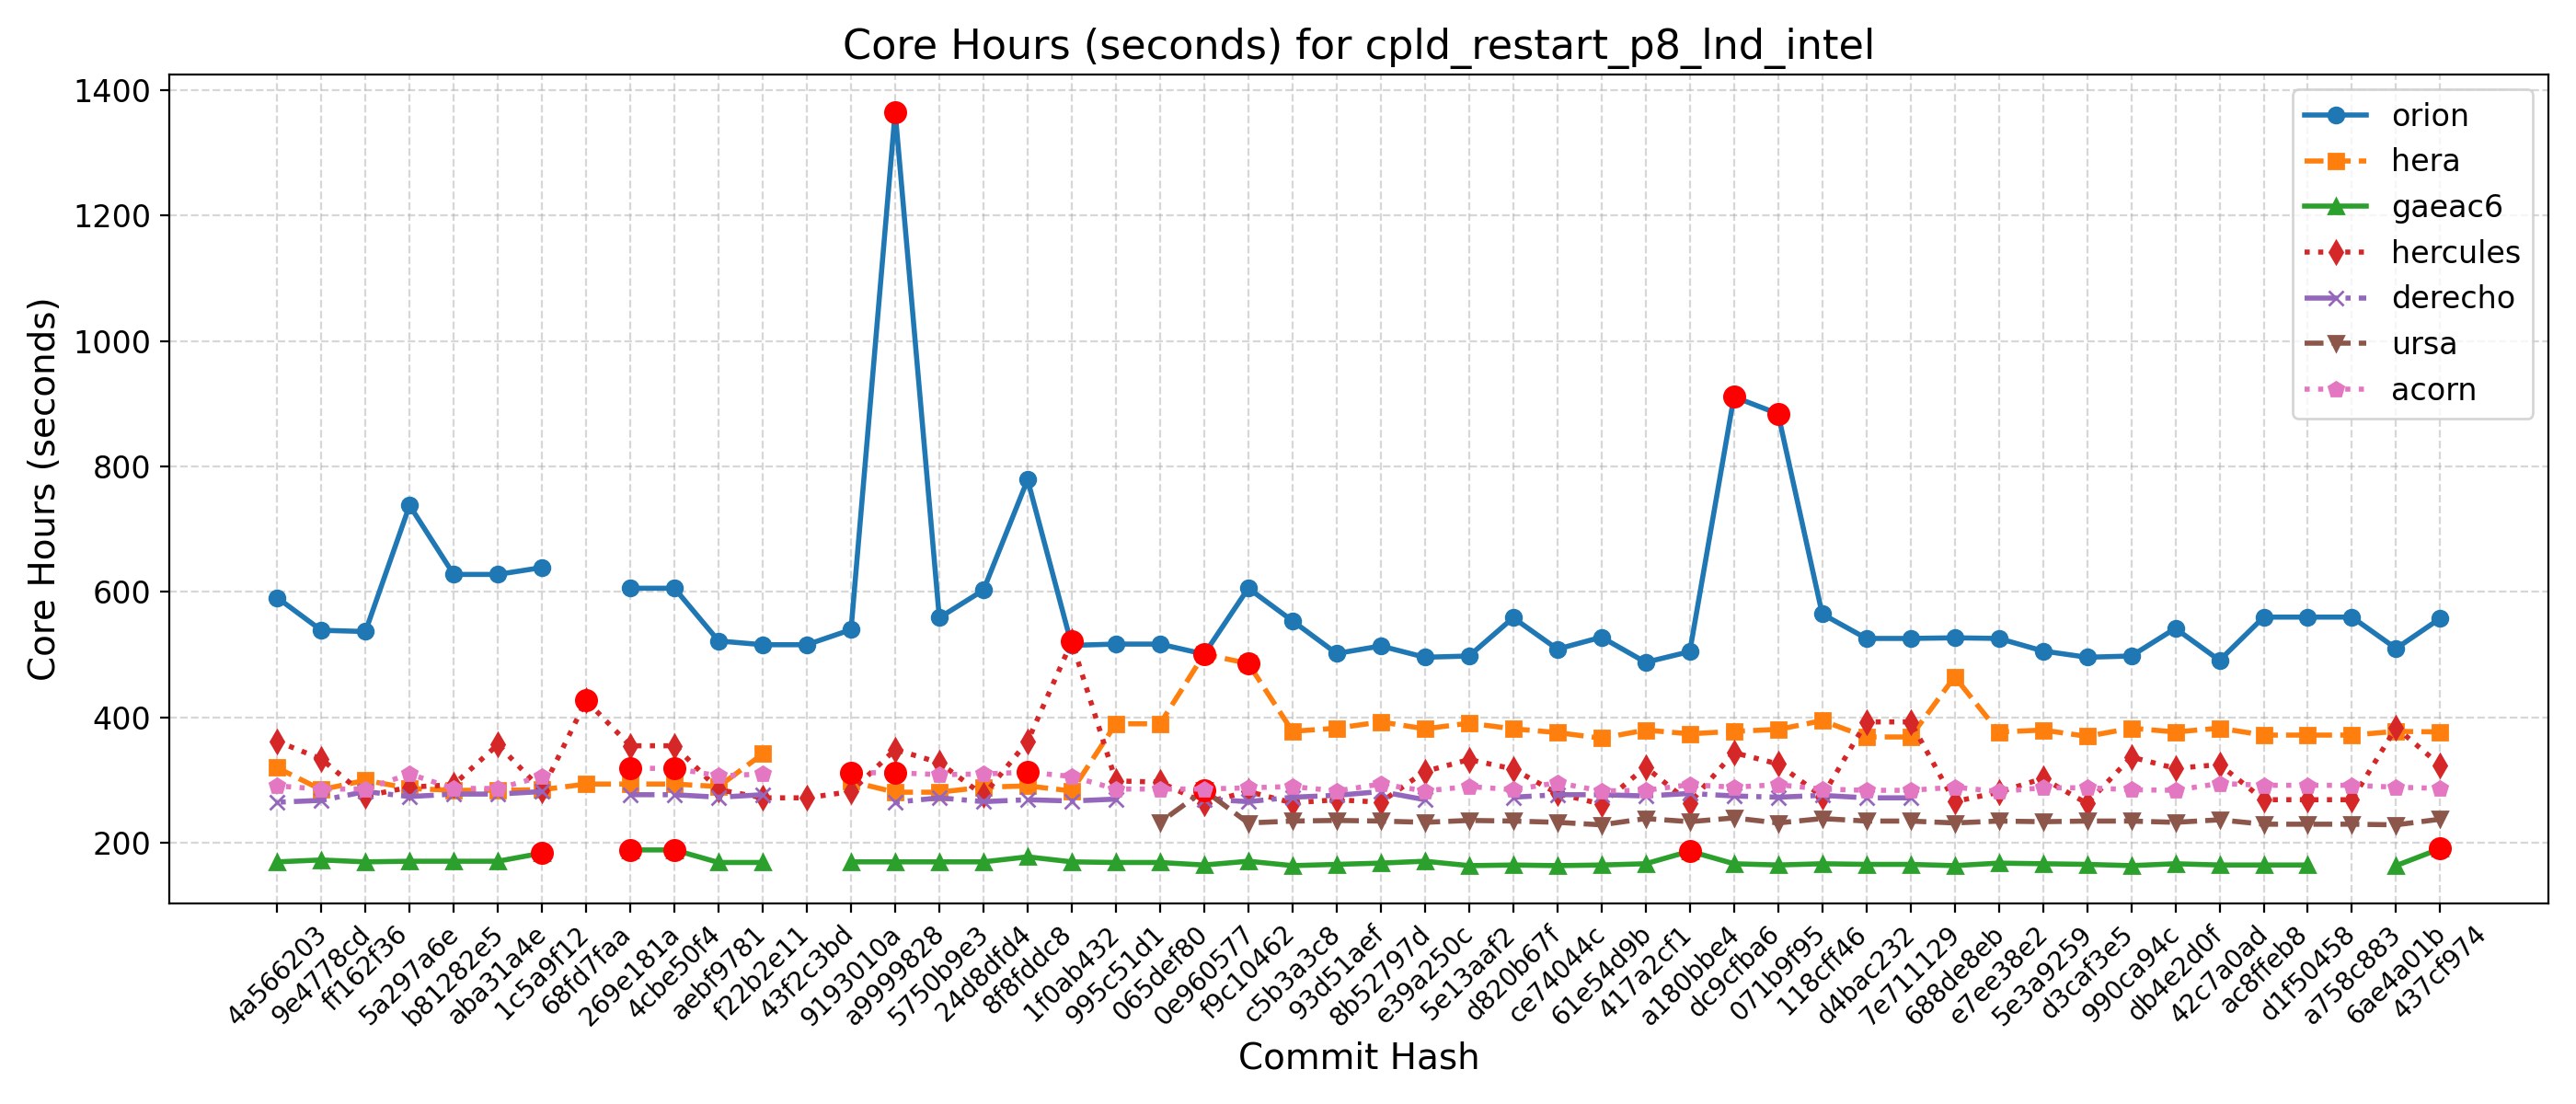 Core Hours (seconds) for cpld_restart_p8_lnd_intel
Core Hours (seconds)
1400
1200
1000
800
600
400
200
orion
hera
gaeac6
hercules
derecho
ursa
acorn
4a566203
9e4778cd
ff162f36
5a297a6e
b81282e5
aba31a4e
1c5a9f12
68fd7faa
269e181a
4cbe50f4
aebf9781
f22b2e11
43f2c3bd
9193010a
a9999828
5750b9e3
24d8dfd4
8f8fddc8
1f0ab432
995c51d1
065def80
0e960577
f9c10462
c5b3a3c8
93d51aef
8b52797d
e39a250c
5e13aaf2
d820b67f
ce74044c
61e54d9b
417a2cf1
a180bbe4
dc9cfba6
071b9f95
118cff46
d4bac232
7e711129
688de8eb
e7ee38e2
5e3a9259
d3caf3e5
990ca94c
db4e2d0f
42c7a0ad
ac8ffeb8
d1f50458
a758c883
6ae4a01b
437cf974
Commit Hash